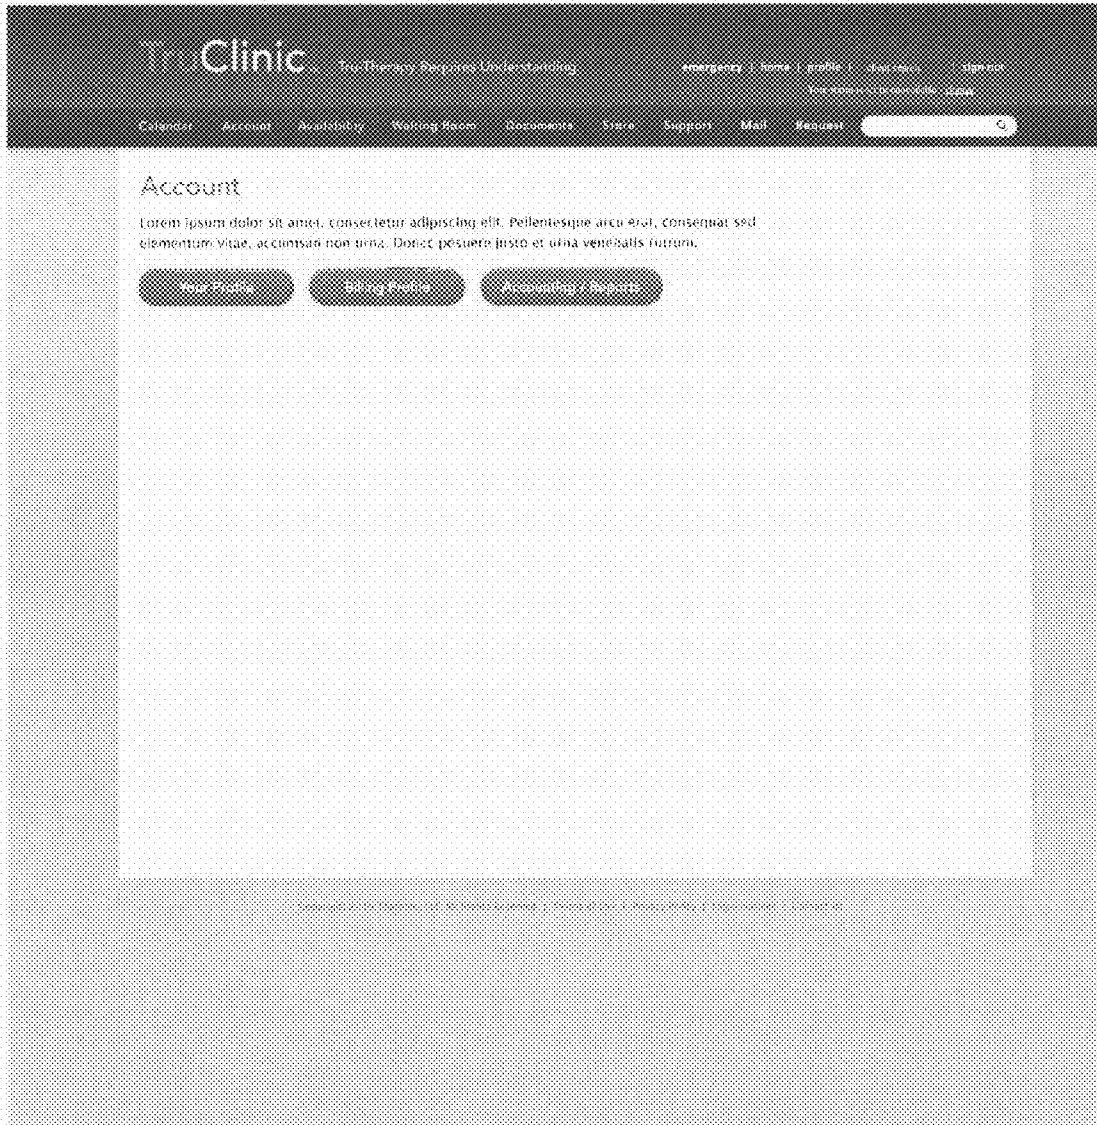 TruClinic Tru-Therapy Requires Understanding
emergency | home | profile | | sign out
Calendar Account Availability Waiting Room Documents Store Support Mail Request
Account
Lorem ipsum dolor sit amet, consectetur adipiscing elit. Pellentesque arcu erat, consequat sed
elementum vitae, accumsan non urna. Donec posuere justo et urna venenatis rutrum.
Your Profile Billing Profile Accounting / Reports